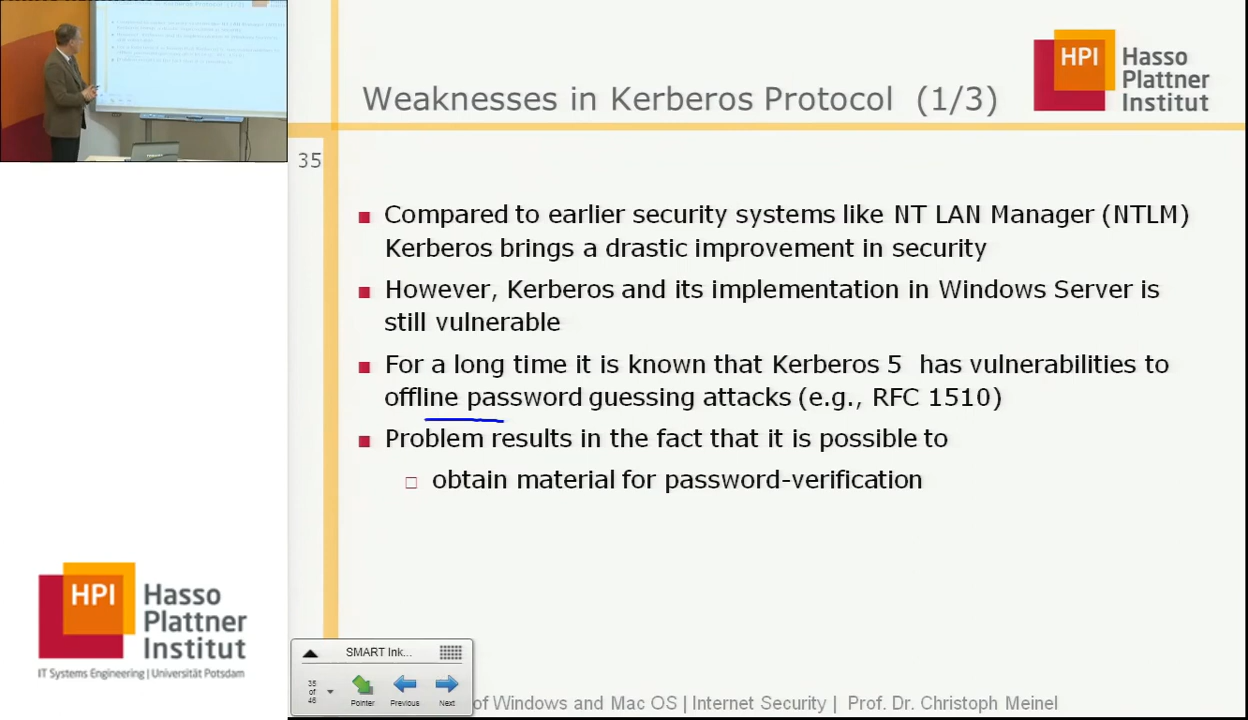 Weaknesses in Kerberos Protocol (1/3)
HPI Hasso
Plattner
Institut
35
■ Compared to earlier security systems like NT LAN Manager (NTLM)
Kerberos brings a drastic improvement in security
■ However, Kerberos and its implementation in Windows Server is
still vulnerable
■ For a long time it is known that Kerberos 5 has vulnerabilities to
offline password guessing attacks (e.g., RFC 1510)
■ Problem results in the fact that it is possible to
□ obtain material for password-verification
HPI Hasso
Plattner
Institut
IT Systems Engineering | Universität Potsdam
SMART Ink...
35
of
46
Pointer Previous Next
of Windows and Mac OS | Internet Security | Prof. Dr. Christoph Meinel